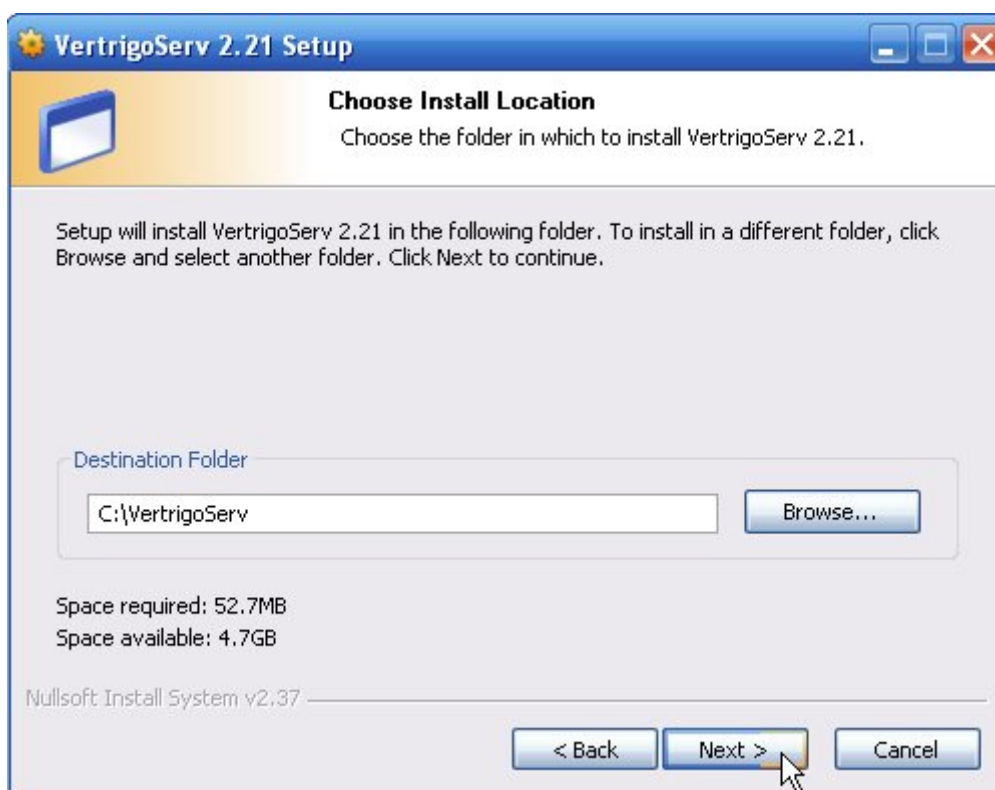 VertrigoServ 2.21 Setup
Choose Install Location
Choose the folder in which to install VertrigoServ 2.21.
Setup will install VertrigoServ 2.21 in the following folder. To install in a different folder, click
Browse and select another folder. Click Next to continue.
Destination Folder
C:\VertrigoServ
Browse...
Space required: 52.7MB
Space available: 4.7GB
Nullsoft Install System v2.37
< Back
Next >
Cancel